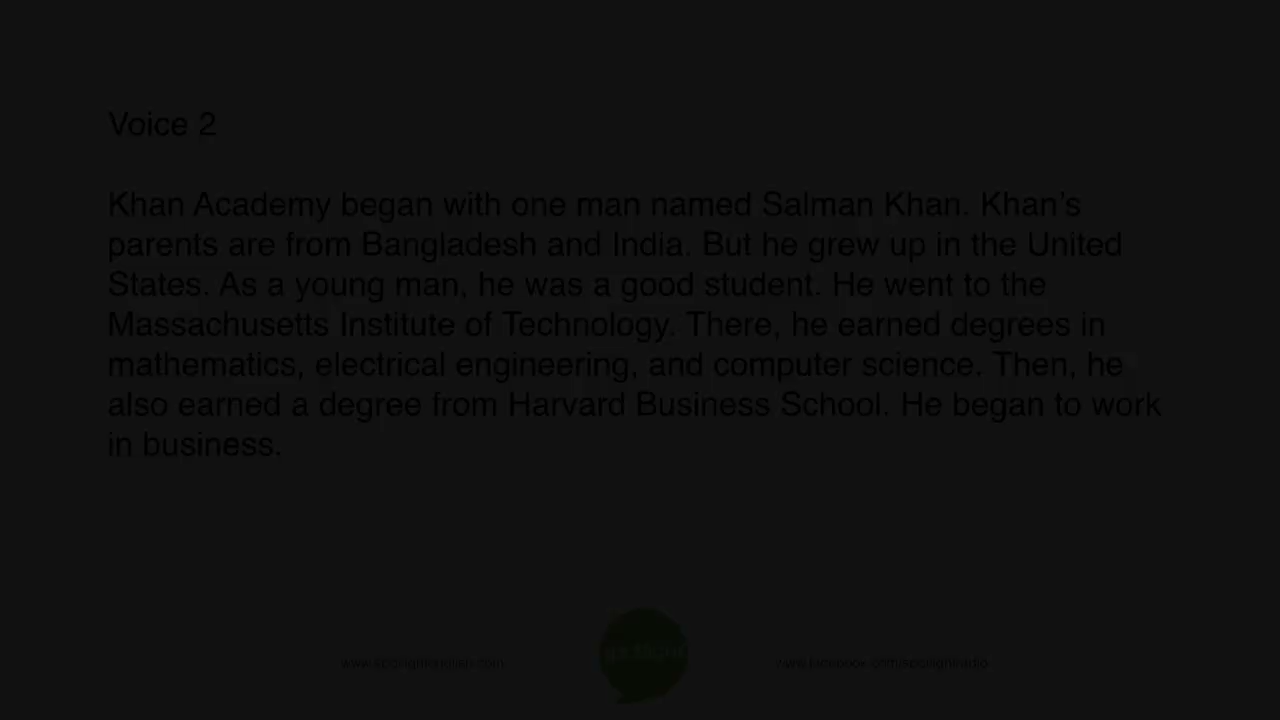 Voice 2
Khan Academy began with one man named Salman Khan. Khan's
parents are from Bangladesh and India. But he grew up in the United
States. As a young man, he was a good student. He went to the
Massachusetts Institute of Technology. There, he earned degrees in
mathematics, electrical engineering, and computer science. Then, he
also earned a degree from Harvard Business School. He began to work
in business.